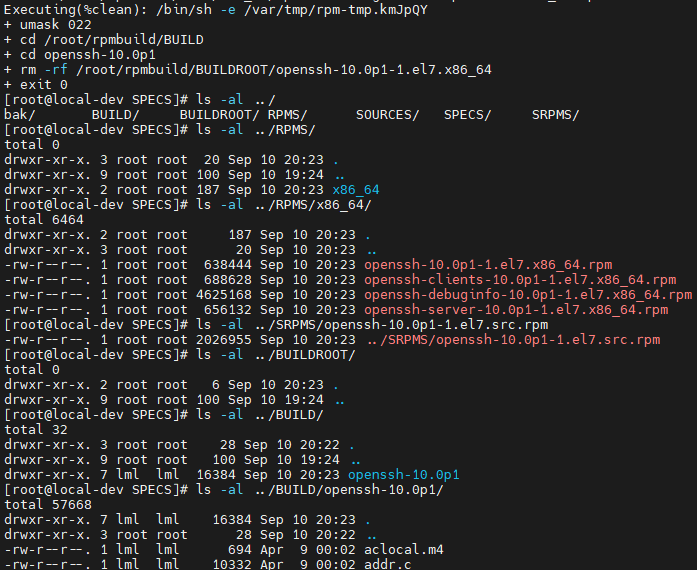 Executing(%clean): /bin/sh -e /var/tmp/rpm-tmp.kmJpQY
+ umask 022
+ cd /root/rpmbuild/BUILD
+ cd openssh-10.0p1
+ rm -rf /root/rpmbuild/BUILDROOT/openssh-10.0p1-1.el7.x86_64
+ exit 0
[root@local-dev SPECS]# ls -al ../
bak/       BUILD/     BUILDROOT/ RPMS/      SOURCES/   SPECS/     SRPMS/
[root@local-dev SPECS]# ls -al ../RPMS/
total 0
drwxr-xr-x. 3 root root  20 Sep 10 20:23 .
drwxr-xr-x. 9 root root 100 Sep 10 19:24 ..
drwxr-xr-x. 2 root root 187 Sep 10 20:23 x86_64
[root@local-dev SPECS]# ls -al ../RPMS/x86_64/
total 6464
drwxr-xr-x. 2 root root     187 Sep 10 20:23 .
drwxr-xr-x. 3 root root      20 Sep 10 20:23 ..
-rw-r--r--. 1 root root  638444 Sep 10 20:23 openssh-10.0p1-1.el7.x86_64.rpm
-rw-r--r--. 1 root root  688628 Sep 10 20:23 openssh-clients-10.0p1-1.el7.x86_64.rpm
-rw-r--r--. 1 root root 4625168 Sep 10 20:23 openssh-debuginfo-10.0p1-1.el7.x86_64.rpm
-rw-r--r--. 1 root root  656132 Sep 10 20:23 openssh-server-10.0p1-1.el7.x86_64.rpm
[root@local-dev SPECS]# ls -al ../SRPMS/openssh-10.0p1-1.el7.src.rpm
-rw-r--r--. 1 root root 2026955 Sep 10 20:23 ../SRPMS/openssh-10.0p1-1.el7.src.rpm
[root@local-dev SPECS]# ls -al ../BUILDROOT/
total 0
drwxr-xr-x. 2 root root   6 Sep 10 20:23 .
drwxr-xr-x. 9 root root 100 Sep 10 19:24 ..
[root@local-dev SPECS]# ls -al ../BUILD/
total 32
drwxr-xr-x. 3 root root    28 Sep 10 20:22 .
drwxr-xr-x. 9 root root   100 Sep 10 19:24 ..
drwxr-xr-x. 7 lml  lml  16384 Sep 10 20:23 openssh-10.0p1
[root@local-dev SPECS]# ls -al ../BUILD/openssh-10.0p1/
total 57668
drwxr-xr-x. 7 lml  lml    16384 Sep 10 20:23 .
drwxr-xr-x. 3 root root      28 Sep 10 20:22 ..
-rw-r--r--. 1 lml  lml      694 Apr  9 00:02 aclocal.m4
-rw-r--r--. 1 lml  lml    10332 Apr  9 00:02 addr.c